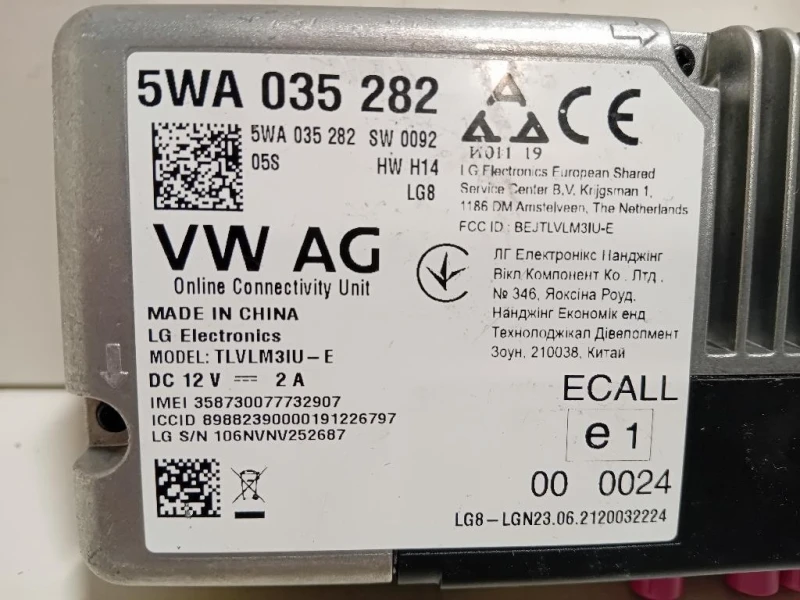 5WA 035 282
5WA 035 282 SW 0092
05S HW H14
LG8
VW AG
Online Connectivity Unit
MADE IN CHINA
LG Electronics
MODEL: TLVLM3IU-E
DC 12 V 2 A
IMEI 358730077732907
ICCID 89882390000191226797
LG S/N 106NVNV252687
CE
19
LG Electronics European Shared
Service Center B.V. Krijgsman 1,
1186 DM Amstelveen, The Netherlands
FCC ID : BEJTLVLM3IU-E
ЛГ Електронікс Нанджінг
Вікл Компонент Ко., Лтд.,
№ 346, Яоксіна Роуд,
Нанджінг Економік енд
Технолоджікал Дівелопмент
Зоун, 210038, Китай
ECALL
e 1
00 0024
LG8-LGN23.06.2120032224